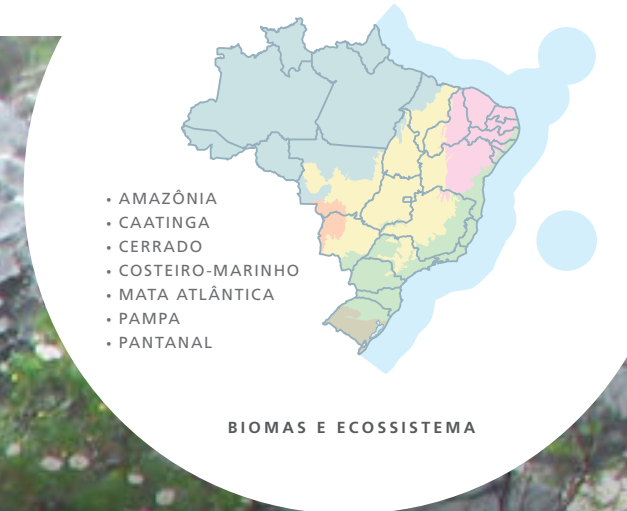 • AMAZÔNIA
• CAATINGA
• CERRADO
• COSTEIRO-MARINHO
• MATA ATLÂNTICA
• PAMPA
• PANTANAL
BIOMAS E ECOSSISTEMA